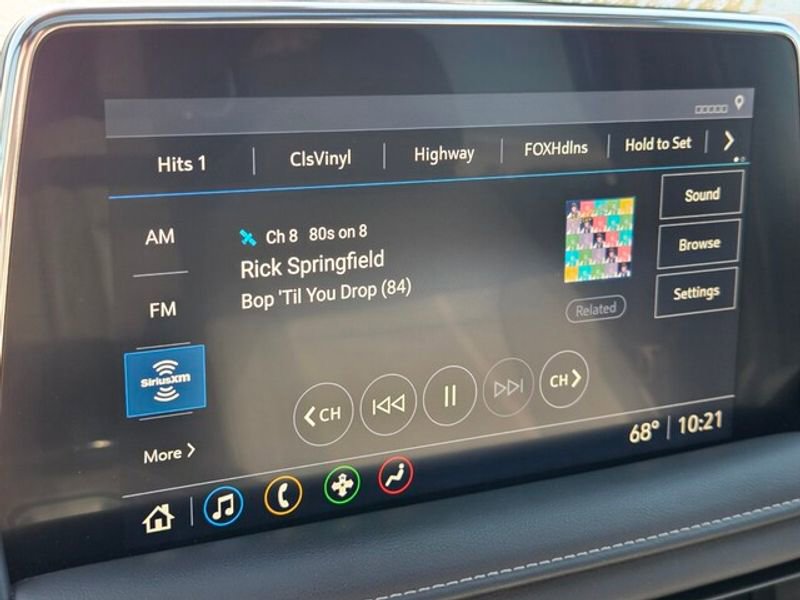 Hits 1
ClsVinyl
Highway
FOXHdlns
Hold to Set
AM
FM
SiriusXM
More
Ch 8 80s on 8
Rick Springfield
Bop 'Til You Drop (84)
Related
Sound
Browse
Settings
CH
CH
68° 10:21